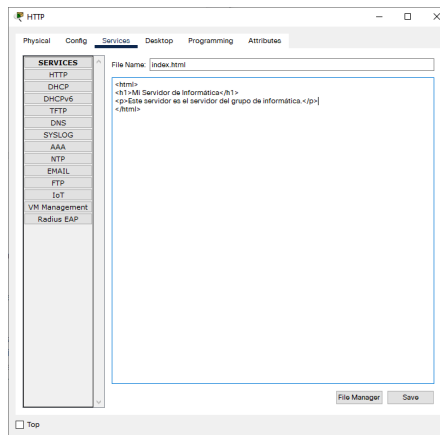 HTTP
Physical Config Services Desktop Programming Attributes
SERVICES
HTTP
DHCP
DHCPv6
TFTP
DNS
SYSLOG
AAA
NTP
EMAIL
FTP
IoT
VM Management
Radius EAP
File Name: index.html
<html>
<h1>Mi Servidor de Informática</h1>
<p>Este servidor es el servidor del grupo de informática.</p>
</html>
File Manager Save
Top